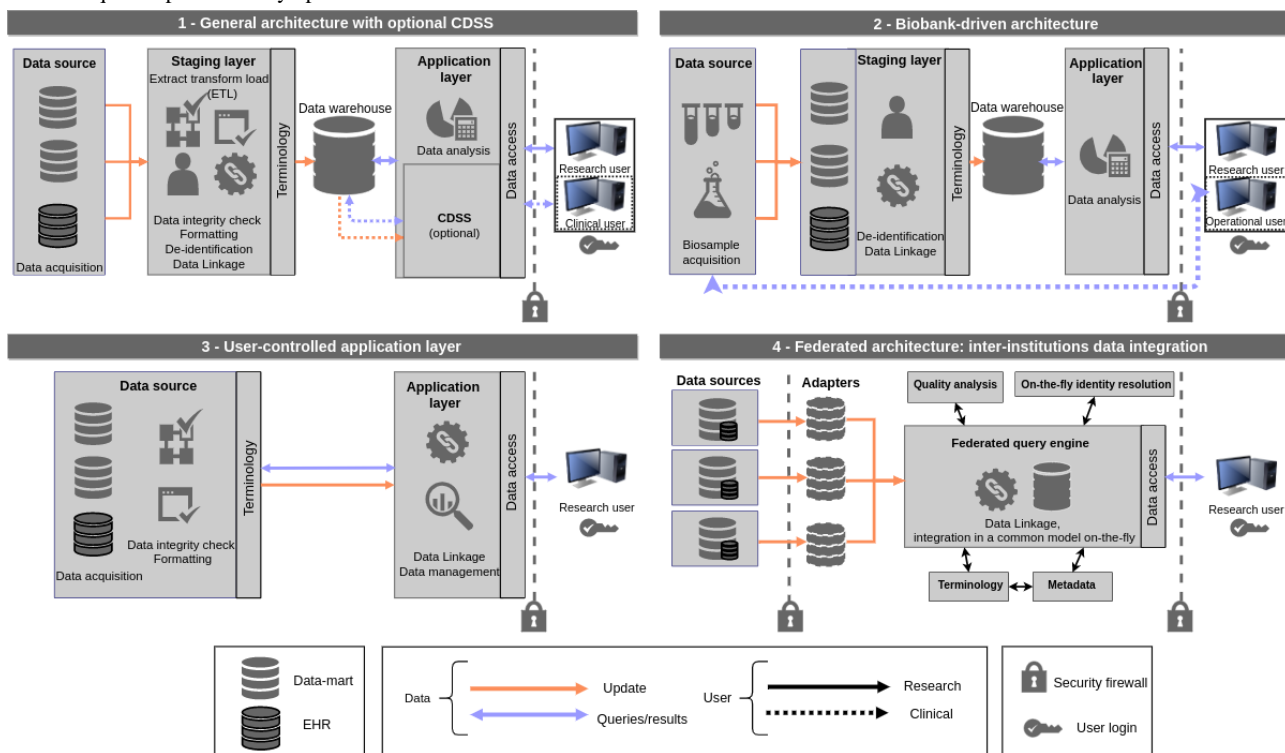 1 - General architecture with optional CDSS
Data source
Data acquisition
Staging layer
Extract transform load
(ETL)
Data integrity check
Formatting
De-identification
Data Linkage
Terminology
Data warehouse
Application
layer
Data analysis
CDSS
(optional)
Data access
Research user
Clinical user
2 - Biobank-driven architecture
Data source
Biosample
acquisition
Staging layer
De-identification
Data Linkage
Terminology
Data warehouse
Application
layer
Data analysis
Data access
Research user
Operational user
3 - User-controlled application layer
Data source
Data integrity check
Formatting
Data acquisition
Terminology
Application
layer
Data Linkage
Data management
Data access
Research user
4 - Federated architecture: inter-institutions data integration
Data sources
Adapters
Quality analysis
On-the-fly identity resolution
Federated query engine
Data Linkage,
integration in a common model on-the-fly
Data access
Terminology
Metadata
Research user
Data-mart
EHR
Data
Update
Queries/results
User
Research
Clinical
Security firewall
User login